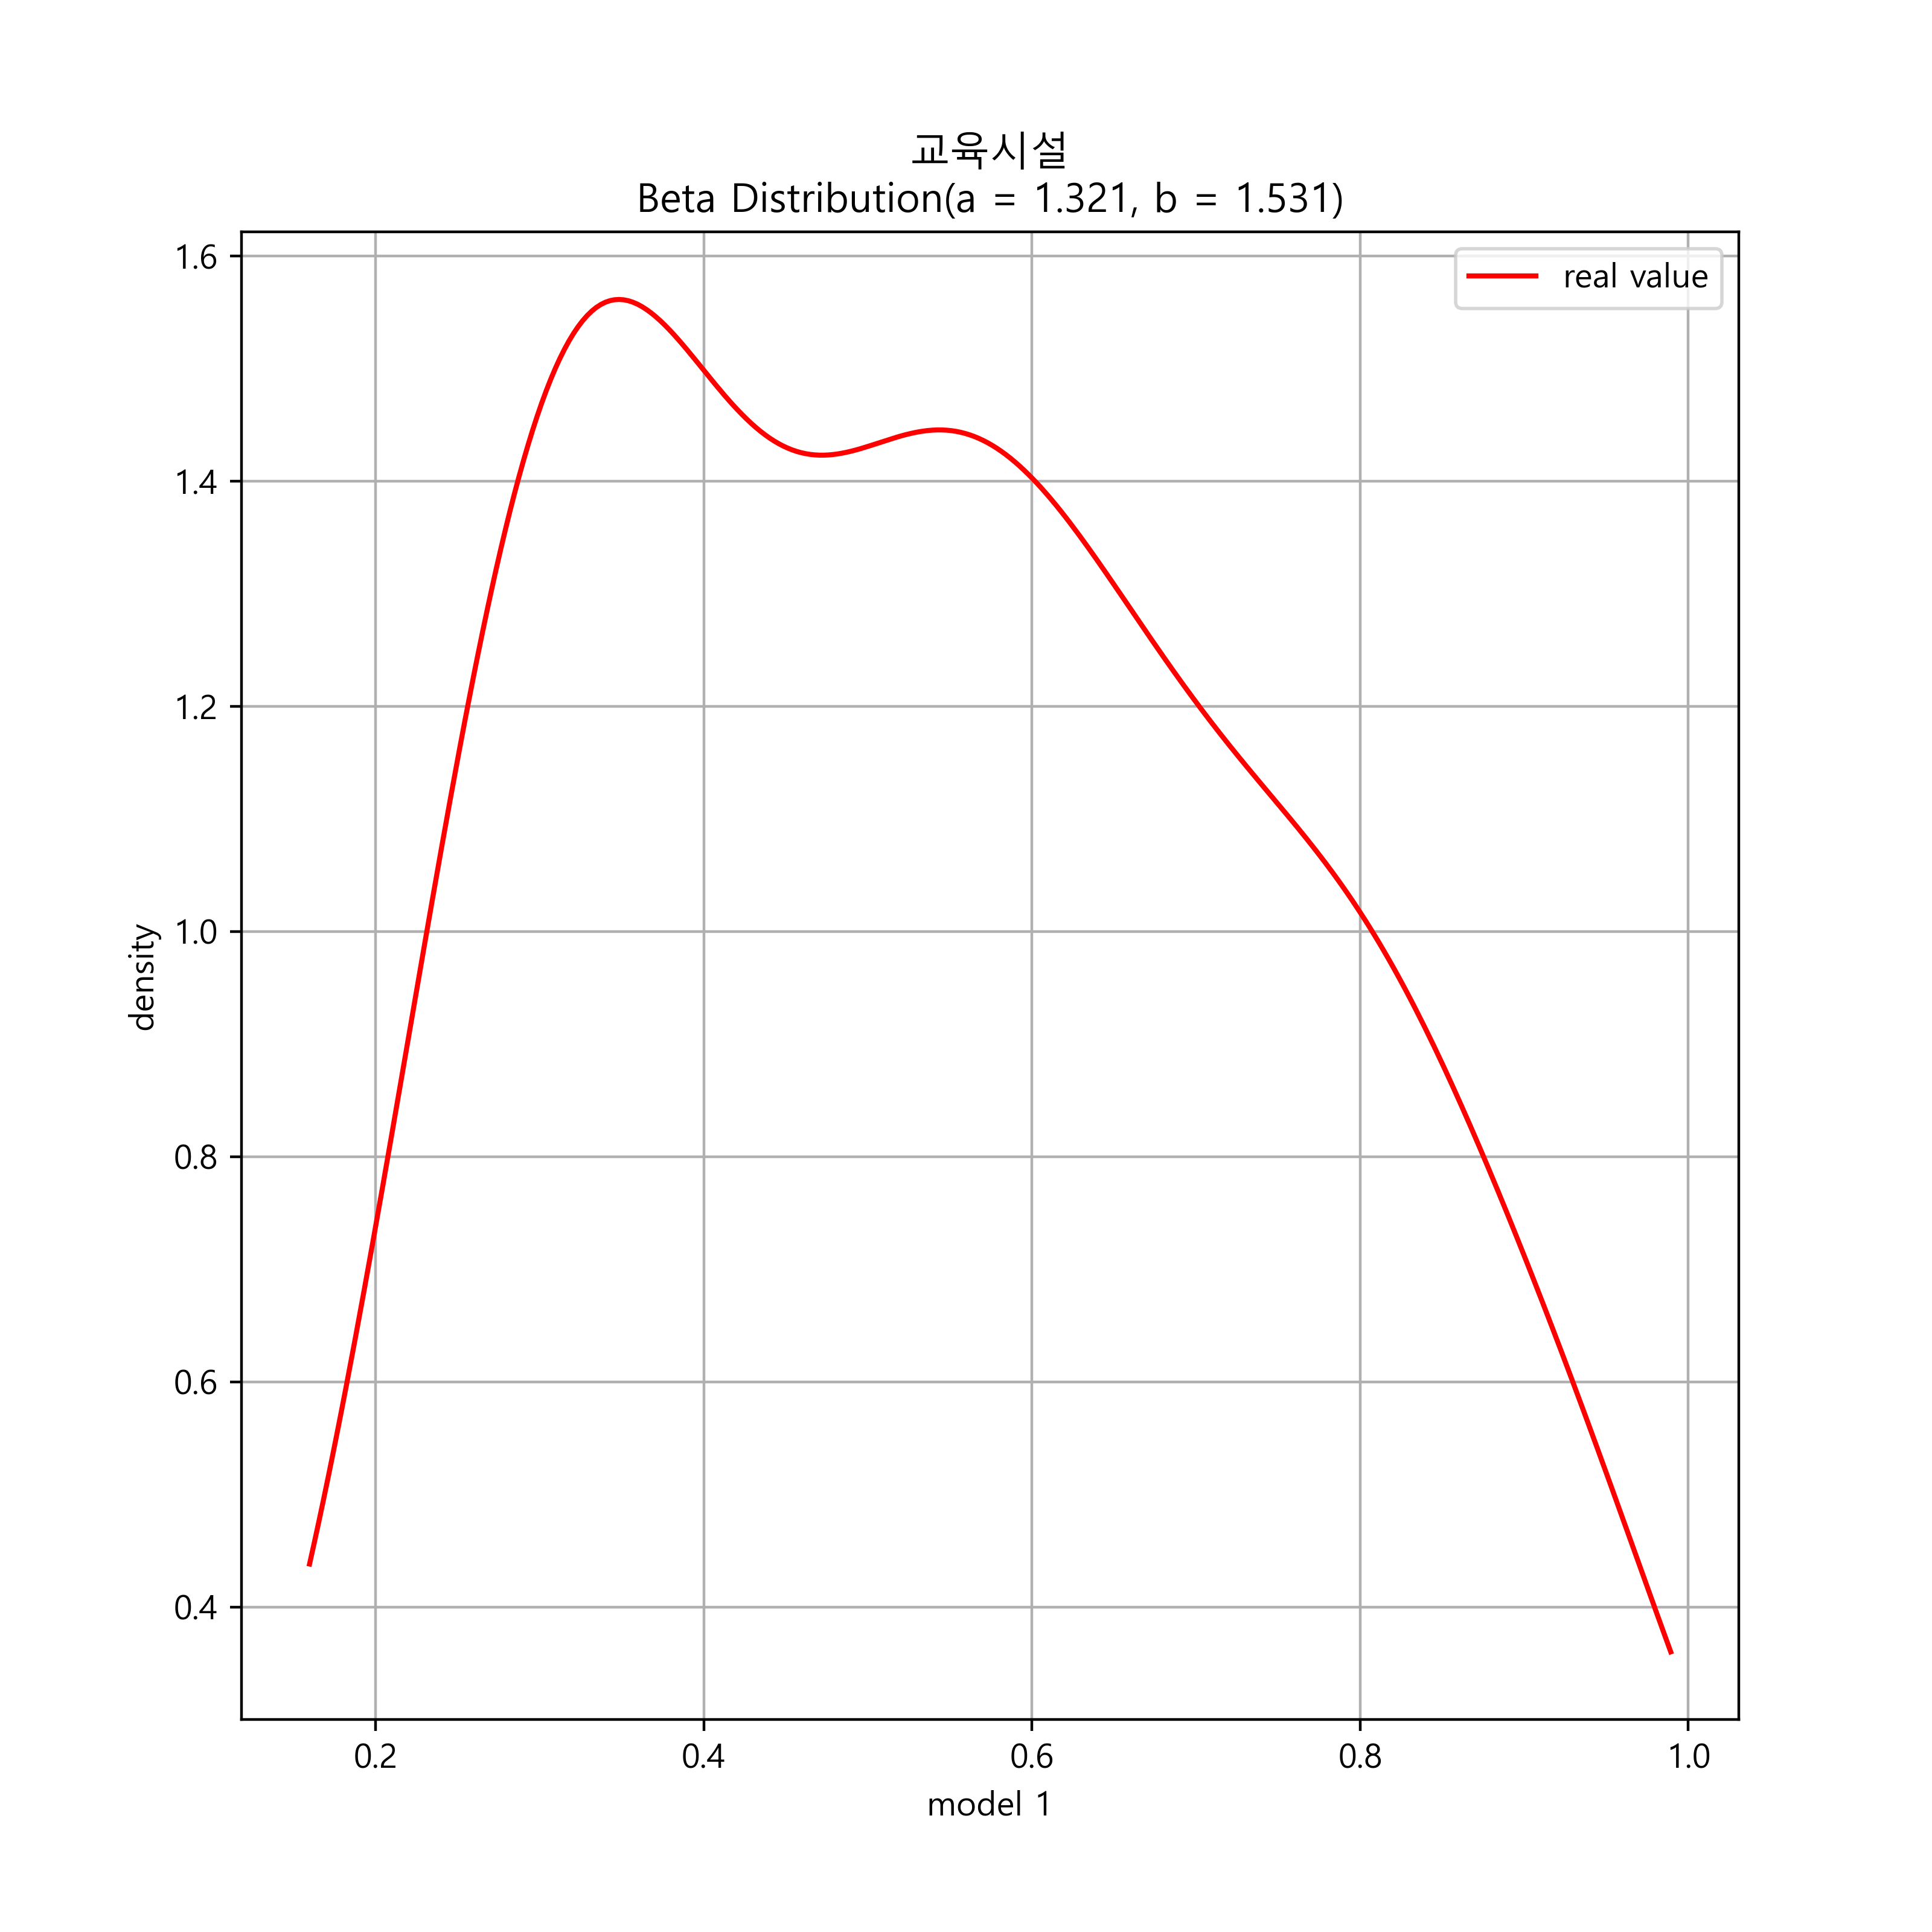 교육시설
Beta Distribution(a = 1.321, b = 1.531)
real value
1.6
1.4
1.2
1.0
0.8
0.6
0.4
density
0.2 0.4 0.6 0.8 1.0
model 1